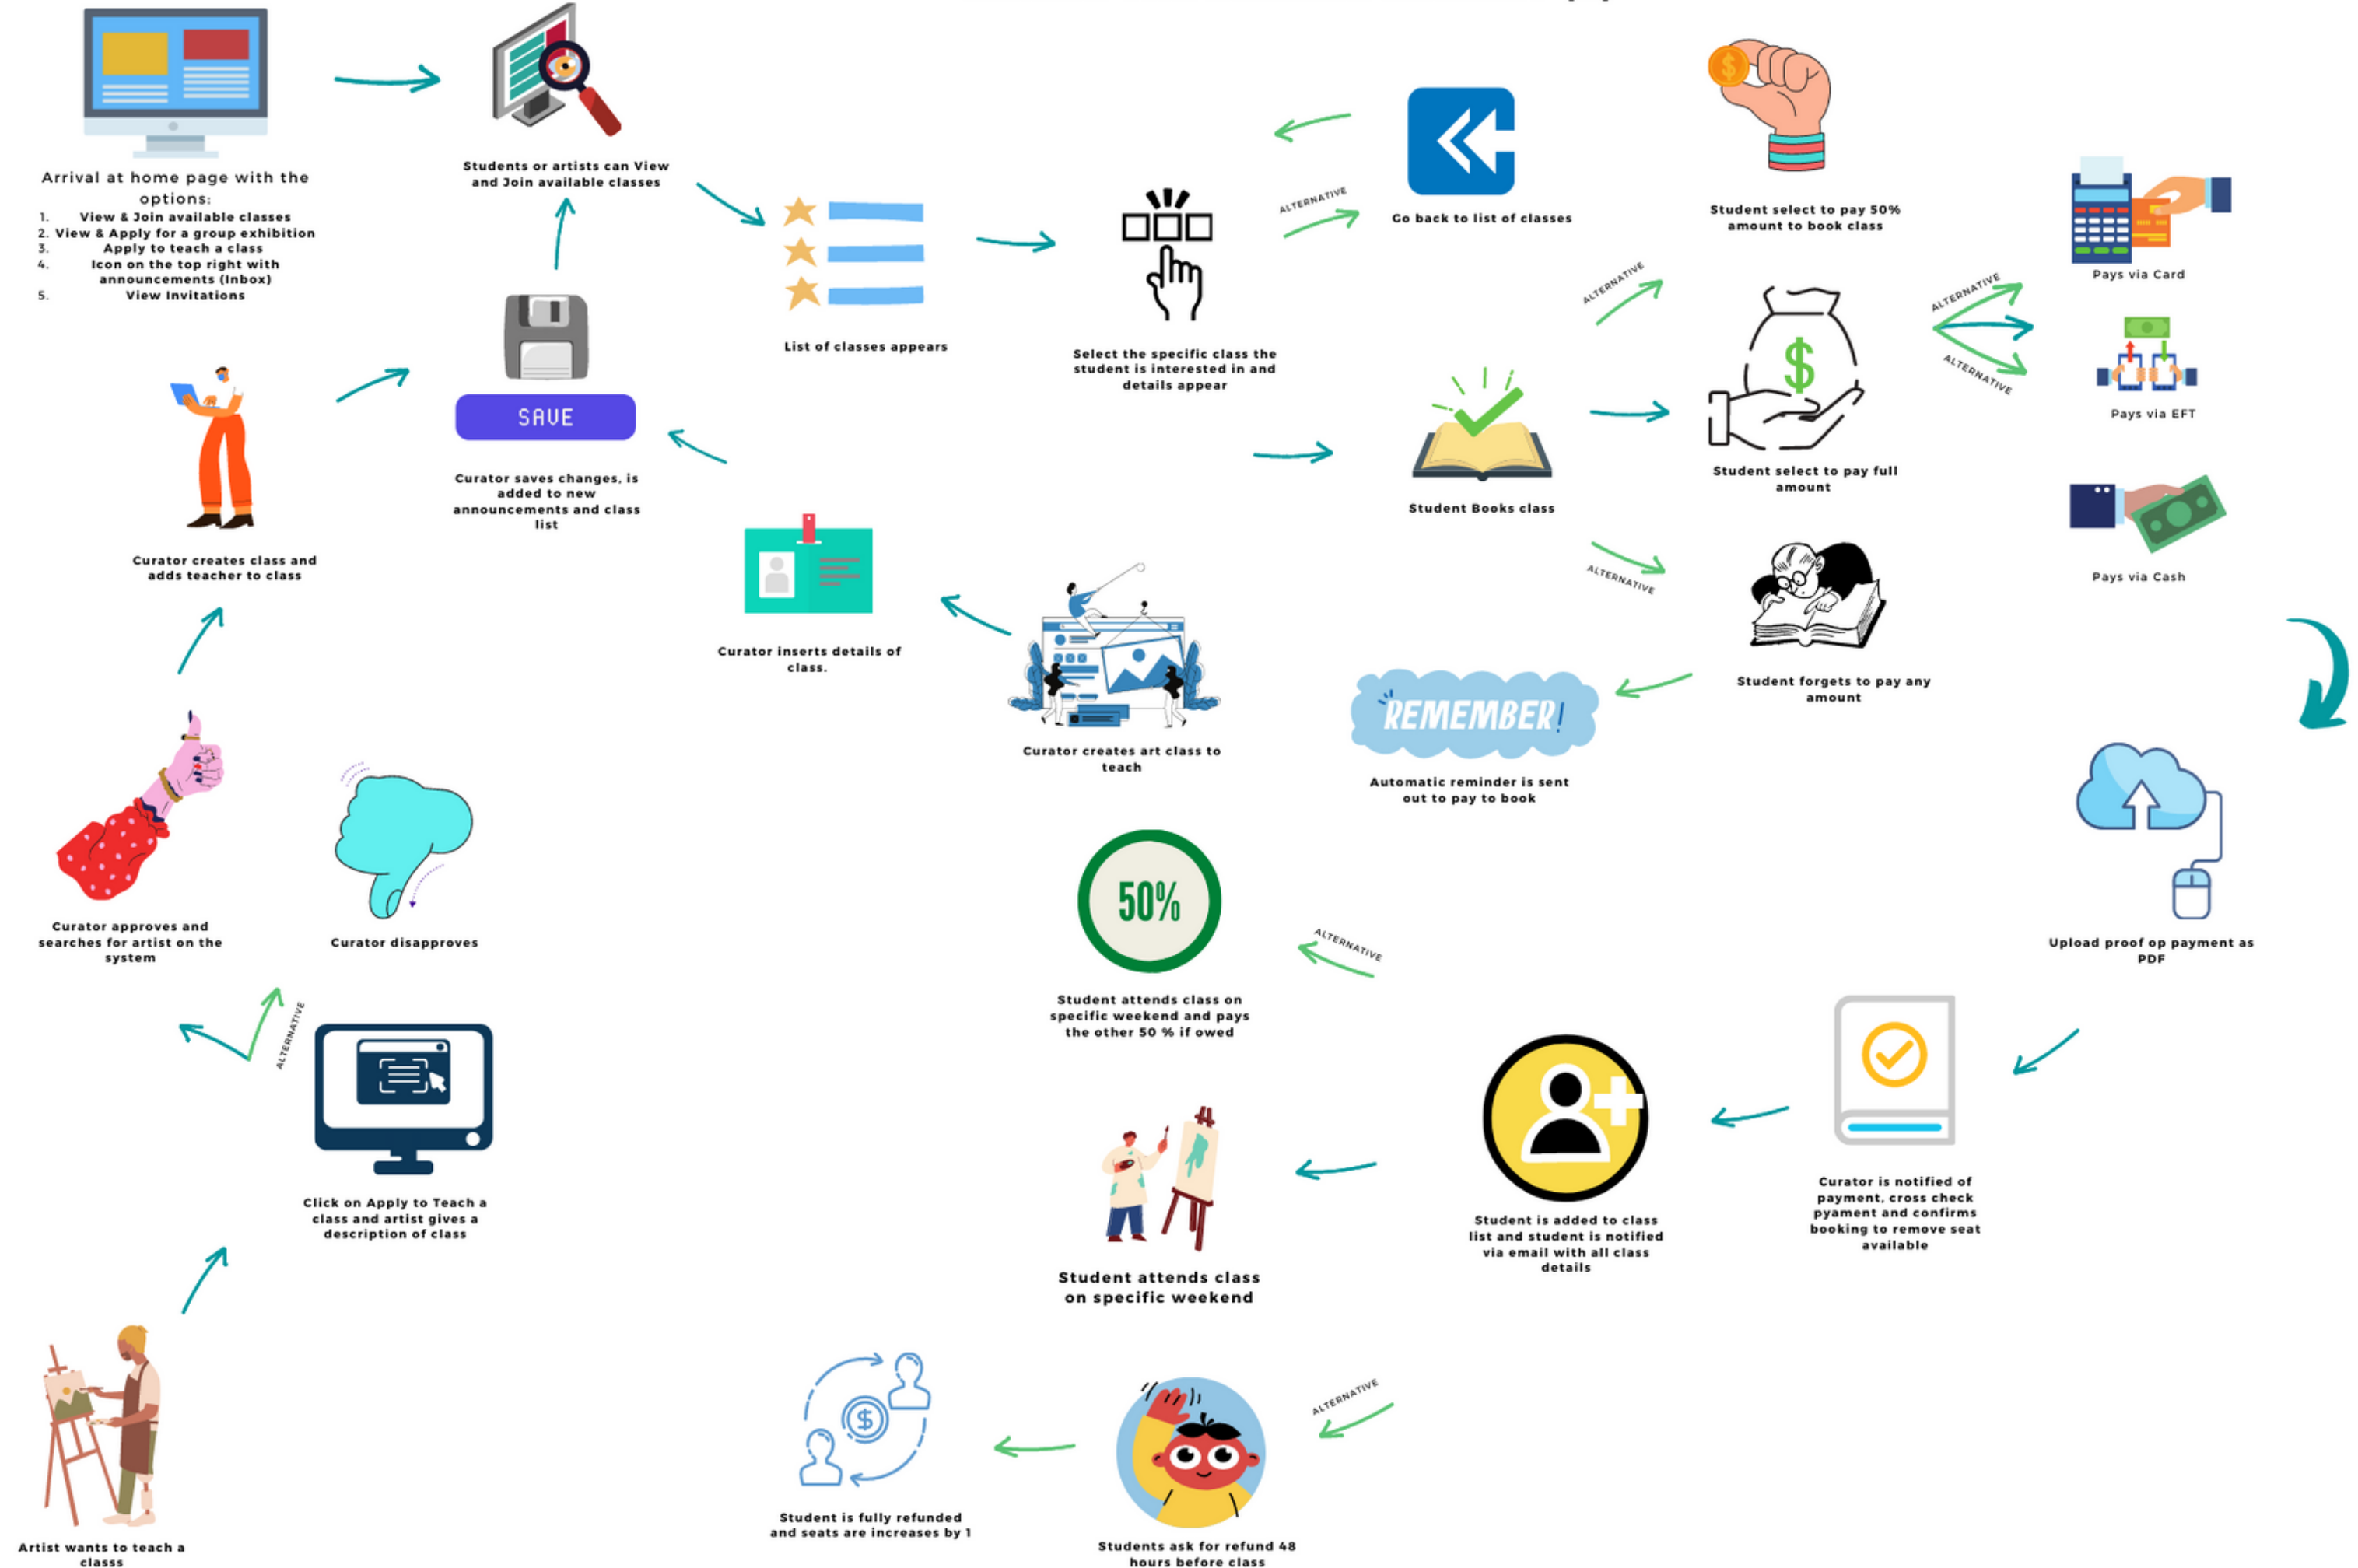 Arrival at home page with the
options:
1. View & Join available classes
2. View & Apply for a group exhibition
3. Apply to teach a class
4. Icon on the top right with
announcements (Inbox)
5. View Invitations
Students or artists can View
and Join available classes
List of classes appears
Select the specific class the
student is interested in and
details appear
ALTERNATIVE
Go back to list of classes
Student select to pay 50%
amount to book class
ALTERNATIVE
Student Books class
Student select to pay full
amount
ALTERNATIVE
ALTERNATIVE
Pays via Card
Pays via EFT
Pays via Cash
ALTERNATIVE
Student forgets to pay any
amount
REMEMBER!
Automatic reminder is sent
out to pay to book
SAVE
Curator saves changes, is
added to new
announcements and class
list
Curator creates class and
adds teacher to class
Curator inserts details of
class.
Curator creates art class to
teach
Curator approves and
searches for artist on the
system
Curator disapproves
ALTERNATIVE
Click on Apply to Teach a
class and artist gives a
description of class
Artist wants to teach a
classs
Upload proof op payment as
PDF
Curator is notified of
payment, cross check
pyament and confirms
booking to remove seat
available
Student is added to class
list and student is notified
via email with all class
details
50%
ALTERNATIVE
Student attends class on
specific weekend and pays
the other 50 % if owed
Student attends class
on specific weekend
ALTERNATIVE
Students ask for refund 48
hours before class
Student is fully refunded
and seats are increases by 1